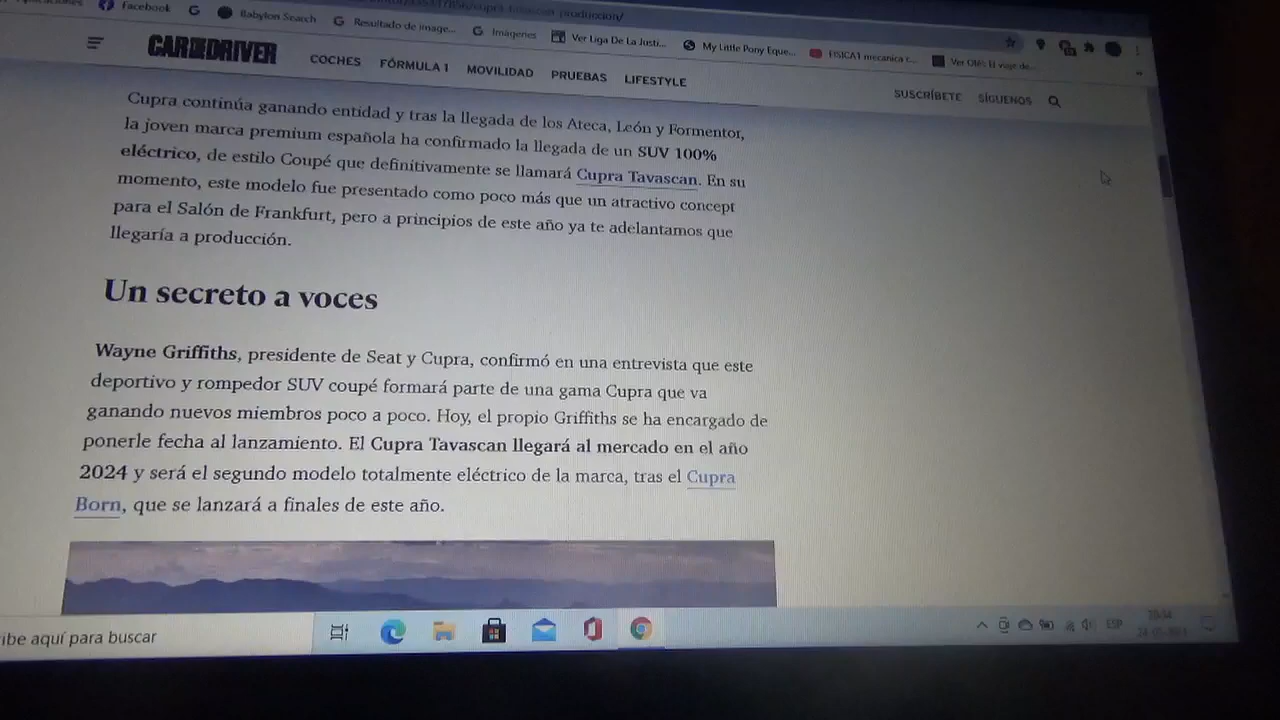 Facebook
Babylon Search
Resultado de image...
Imágenes
Ver Liga De La Justi...
My Little Pony Eque...
FISICA1 mecanica c...
CAR AND DRIVER
COCHES FÓRMULA 1 MOVILIDAD PRUEBAS LIFESTYLE
SUSCRÍBETE SÍGUENOS
Cupra continúa ganando entidad y tras la llegada de los Ateca, León y Formentor,
la joven marca premium española ha confirmado la llegada de un SUV 100%
eléctrico, de estilo Coupé que definitivamente se llamará Cupra Tavascan. En su
momento, este modelo fue presentado como poco más que un atractivo concept
para el Salón de Frankfurt, pero a principios de este año ya te adelantamos que
llegaría a producción.
Un secreto a voces
Wayne Griffiths, presidente de Seat y Cupra, confirmó en una entrevista que este
deportivo y rompedor SUV coupé formará parte de una gama Cupra que va
ganando nuevos miembros poco a poco. Hoy, el propio Griffiths se ha encargado de
ponerle fecha al lanzamiento. El Cupra Tavascan llegará al mercado en el año
2024 y será el segundo modelo totalmente eléctrico de la marca, tras el Cupra
Born, que se lanzará a finales de este año.
ibe aquí para buscar
ESP